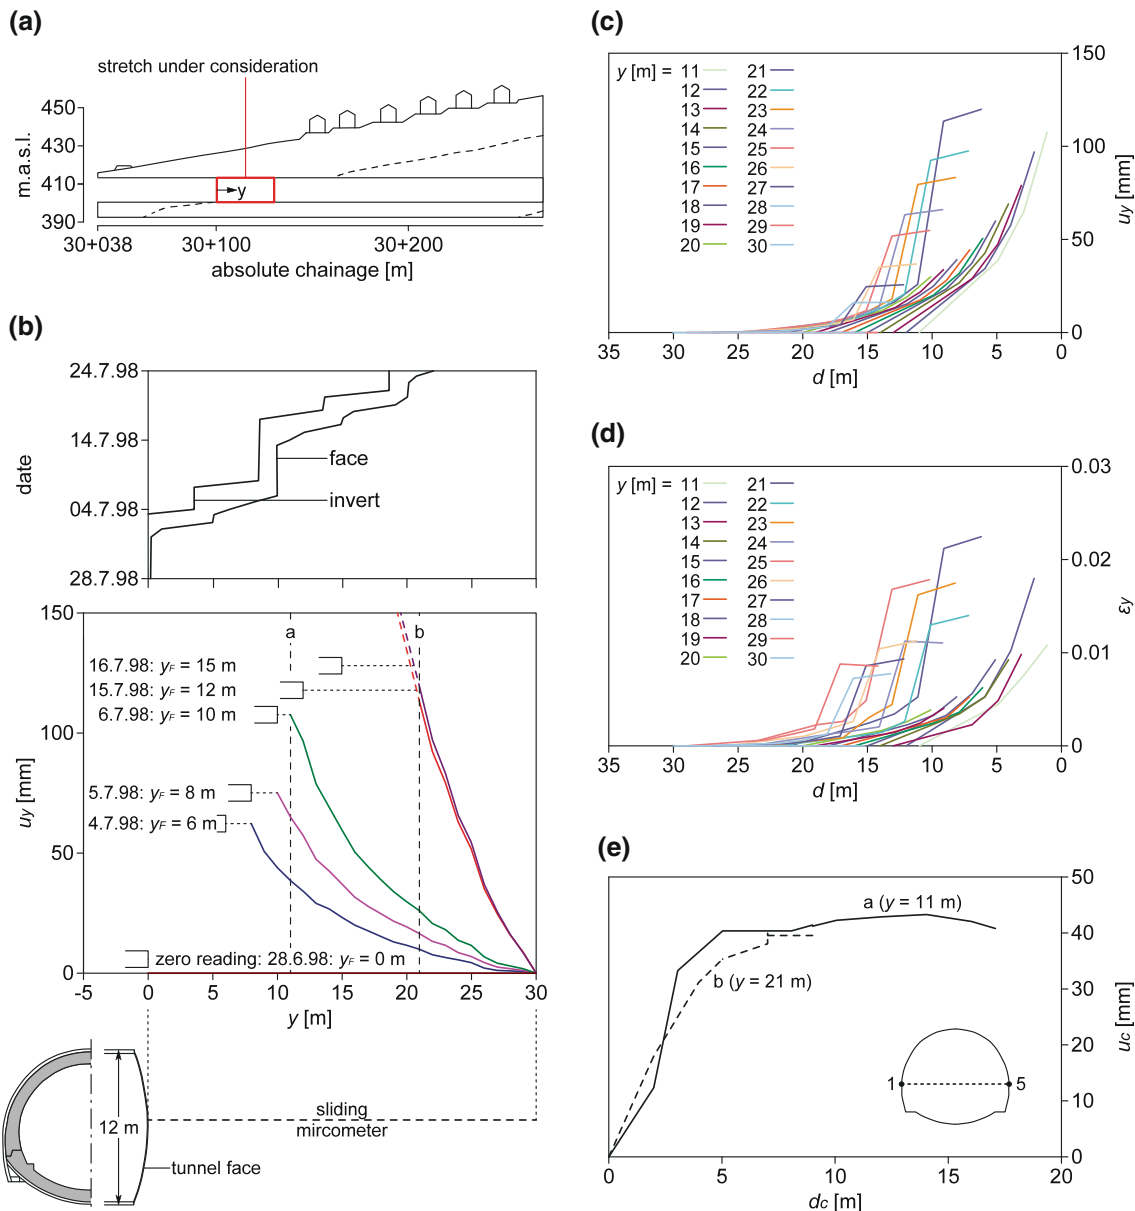 (a)
stretch under consideration
450
430
410
390
m.a.s.l.
y
30+038
30+100
30+200
absolute chainage [m]
(b)
24.7.98
14.7.98
04.7.98
28.7.98
date
face
invert
150
100
50
0
uy [mm]
a
b
16.7.98: yF = 15 m
15.7.98: yF = 12 m
6.7.98: yF = 10 m
5.7.98: yF = 8 m
4.7.98: yF = 6 m
zero reading: 28.6.98: yF = 0 m
-5 0 5 10 15 20 25 30
y [m]
12 m
sliding
mircometer
tunnel face
(c)
y [m] = 11 21
12 22
13 23
14 24
15 25
16 26
17 27
18 28
19 29
20 30
150
100
50
0
uy [mm]
35 30 25 20 15 10 5 0
d [m]
(d)
y [m] = 11 21
12 22
13 23
14 24
15 25
16 26
17 27
18 28
19 29
20 30
0.03
0.02
0.01
0
εy
35 30 25 20 15 10 5 0
d [m]
(e)
a (y = 11 m)
b (y = 21 m)
1 5
50
40
30
20
10
0
uc [mm]
0 5 10 15 20
dc [m]